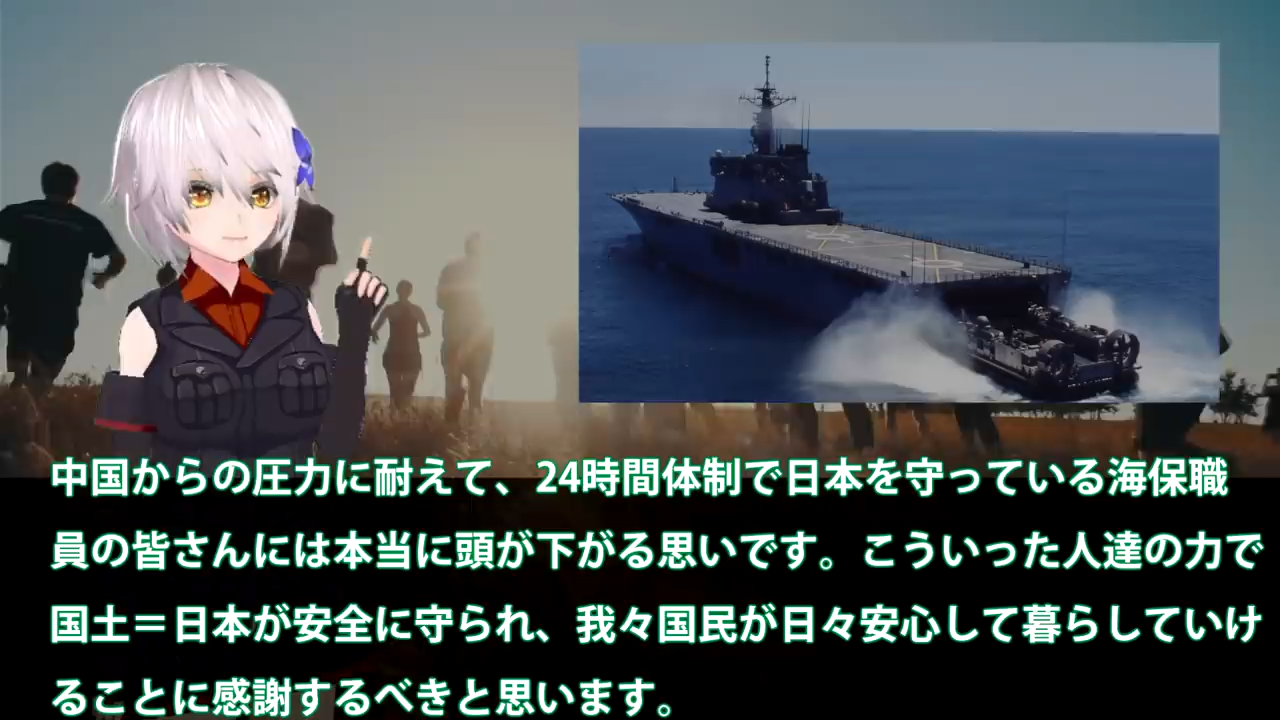 中国からの圧力に耐えて、24時間体制で日本を守っている海保職
員の皆さんには本当に頭が下がる思いです。こういった人達の力で
国土＝日本が安全に守られ、我々国民が日々安心して暮らしていけ
ることに感謝するべきと思います。